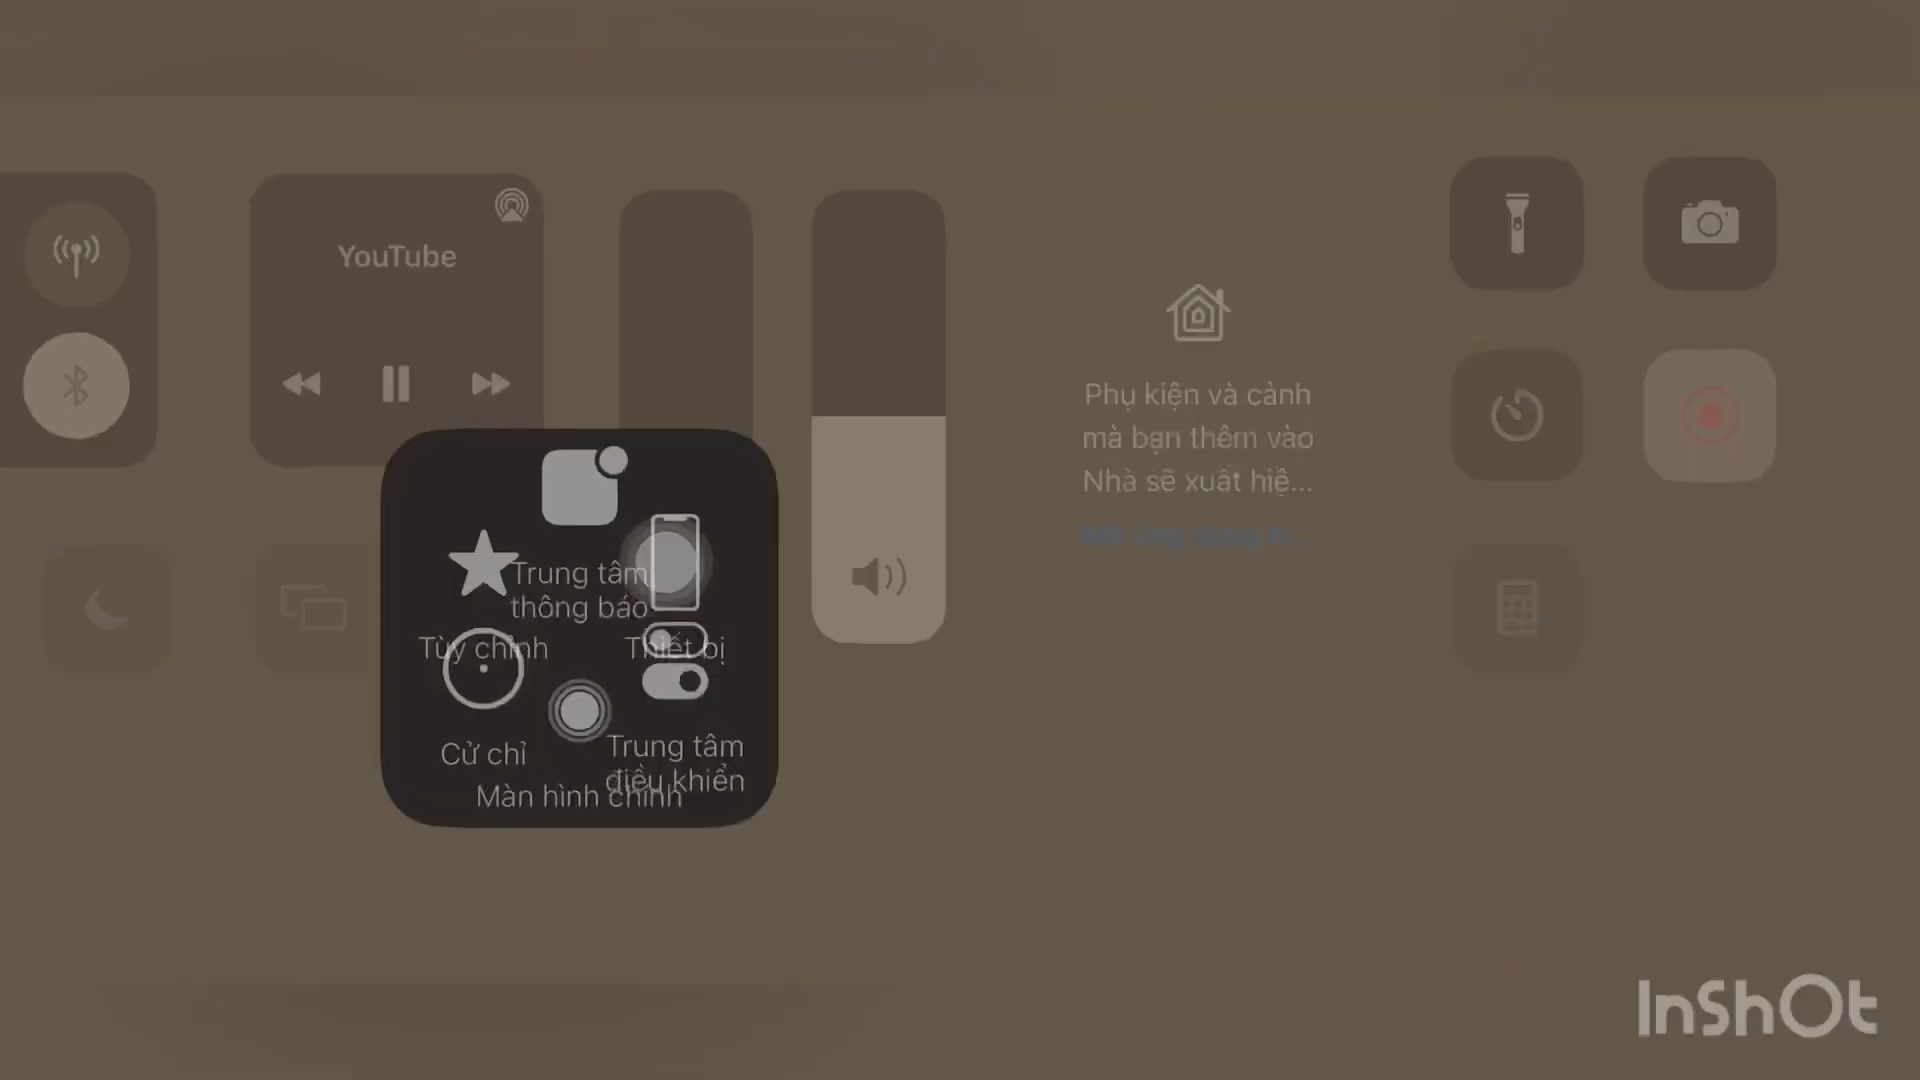 YouTube
Phụ kiện và cảnh
mà bạn thêm vào
Nhà sẽ xuất hiệ...
Trung tâm
thông báo
Tùy chỉnh
Thiết bị
Cử chỉ
Trung tâm
điều khiển
Màn hình chính
InShOt